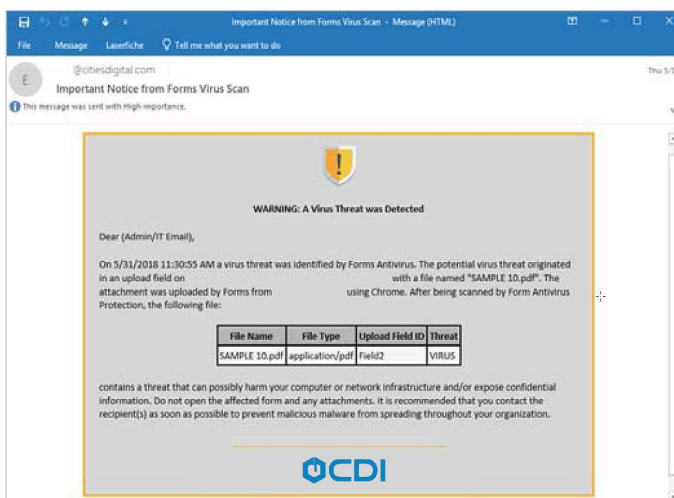 Important Notice from Forms Virus Scan - Message (HTML)
File Message Laserfiche Tell me what you want to do
E
@citiesdigital.com
Thu 5/3
Important Notice from Forms Virus Scan
This message was sent with High importance.
WARNING: A Virus Threat was Detected
Dear (Admin/IT Email),
On 5/31/2018 11:30:55 AM a virus threat was identified by Forms Antivirus. The potential virus threat originated
in an upload field on with a file named "SAMPLE 10.pdf". The
attachment was uploaded by Forms from using Chrome. After being scanned by Form Antivirus
Protection, the following file:
File Name File Type Upload Field ID Threat
SAMPLE 10.pdf application/pdf Field2 VIRUS
contains a threat that can possibly harm your computer or network infrastructure and/or expose confidential
information. Do not open the affected form and any attachments. It is recommended that you contact the
recipient(s) as soon as possible to prevent malicious malware from spreading throughout your organization.
CDI